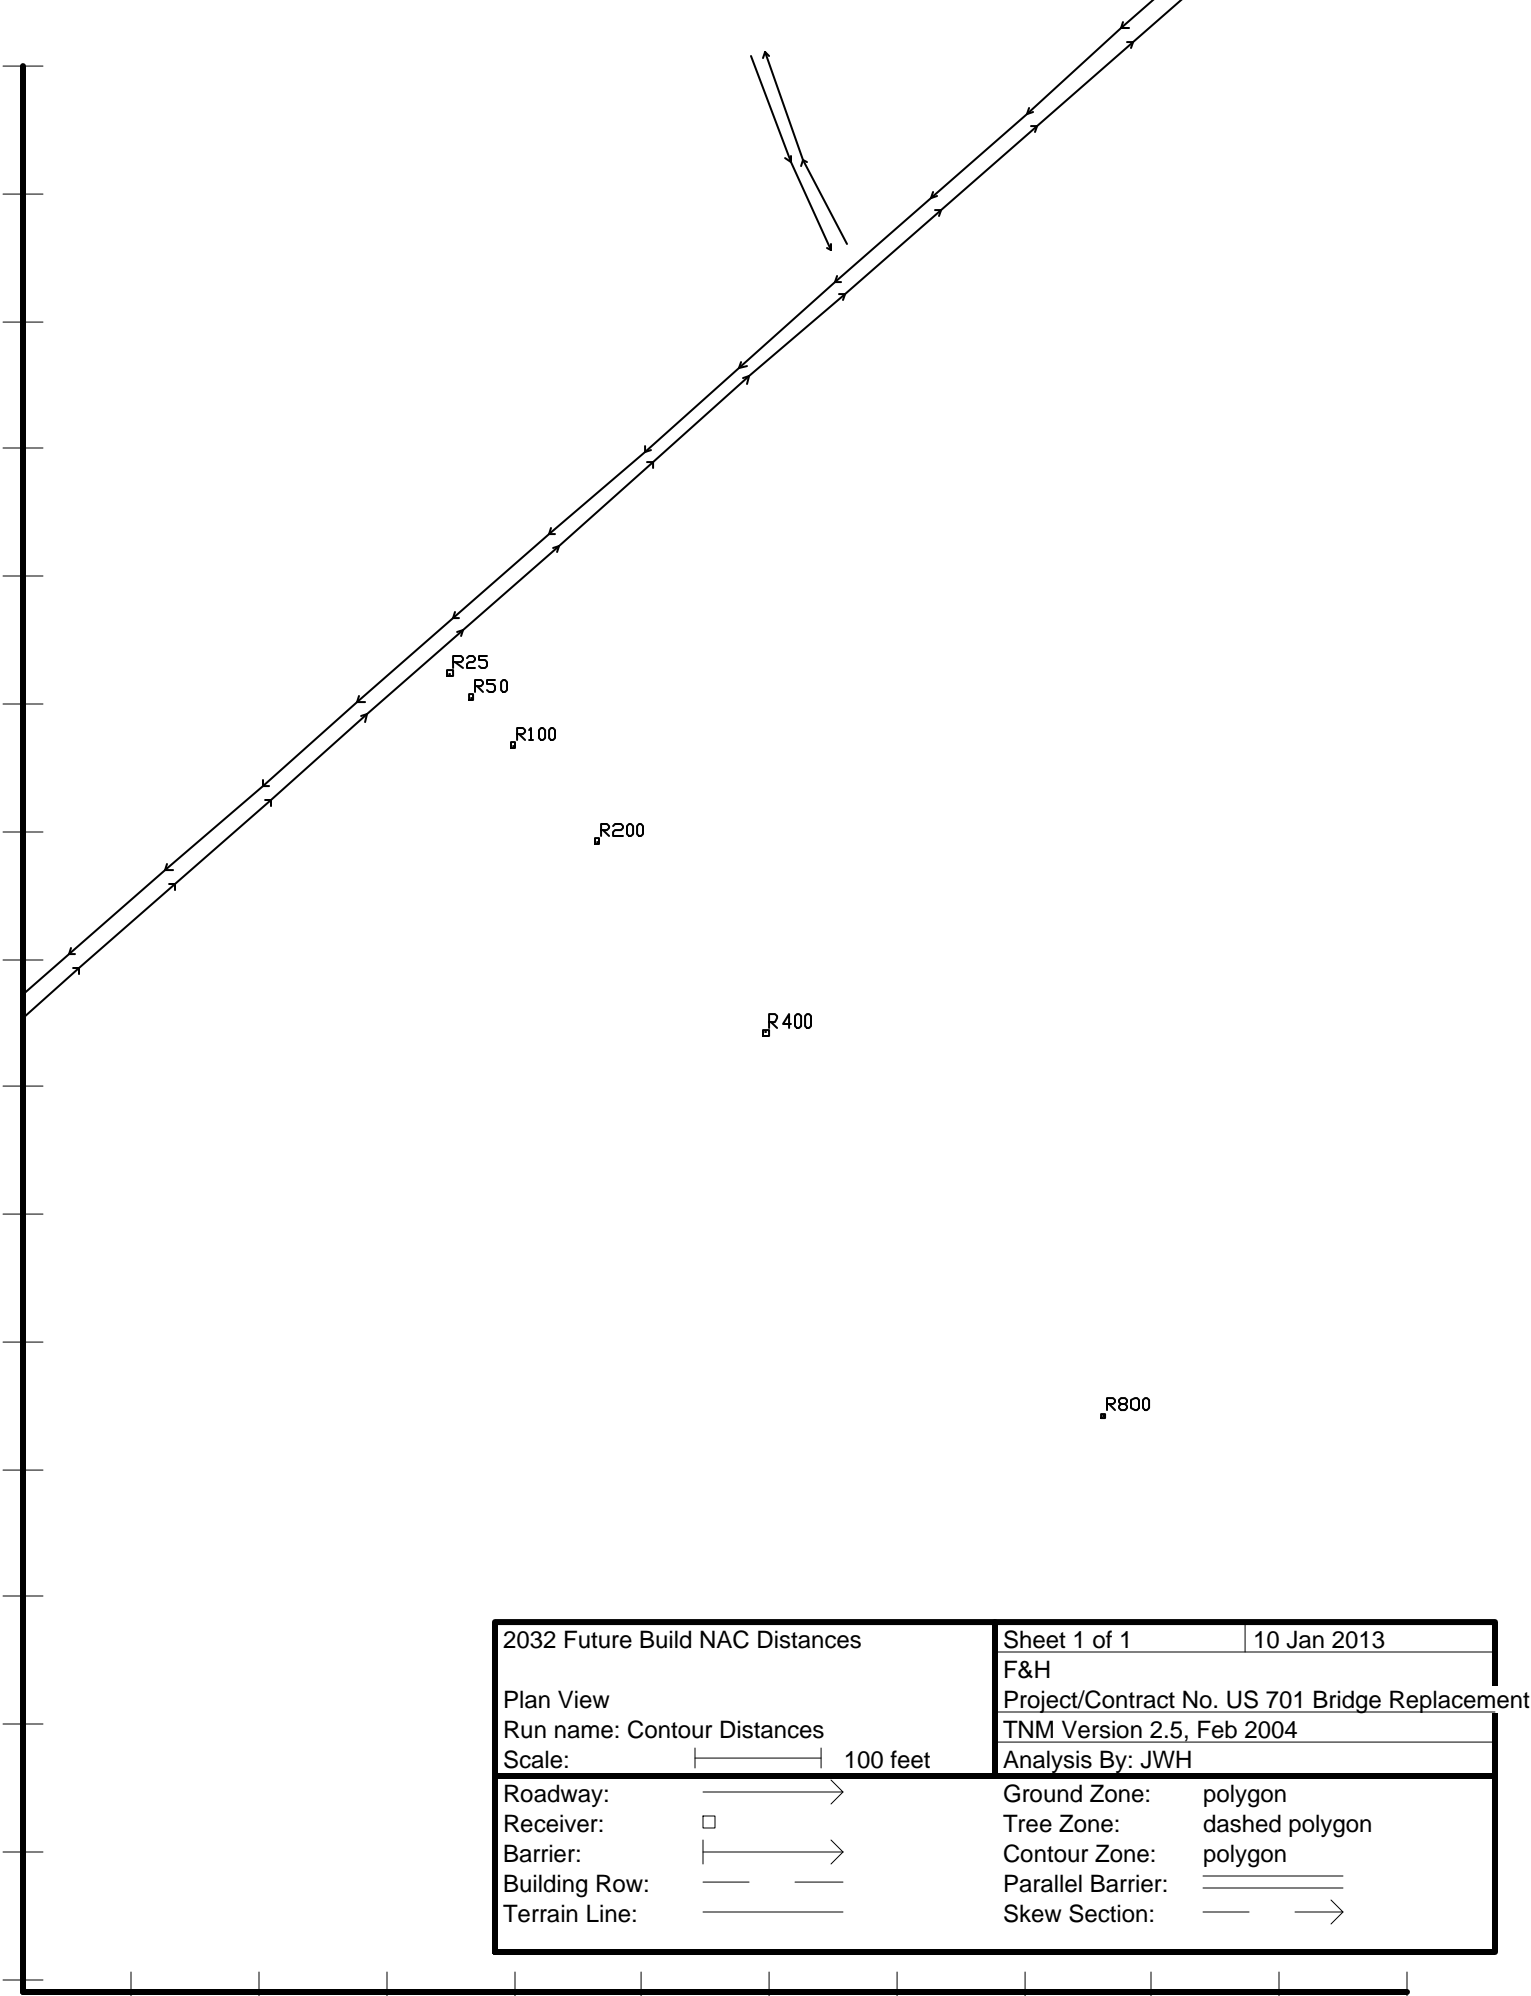 R25
R50
R100
R200
R400
R800
2032 Future Build NAC Distances
Plan View
Run name: Contour Distances
Scale: 100 feet
Sheet 1 of 1 10 Jan 2013
F&H
Project/Contract No. US 701 Bridge Replacement
TNM Version 2.5, Feb 2004
Analysis By: JWH
Roadway:
Receiver:
Barrier:
Building Row:
Terrain Line:
Ground Zone: polygon
Tree Zone: dashed polygon
Contour Zone: polygon
Parallel Barrier:
Skew Section: